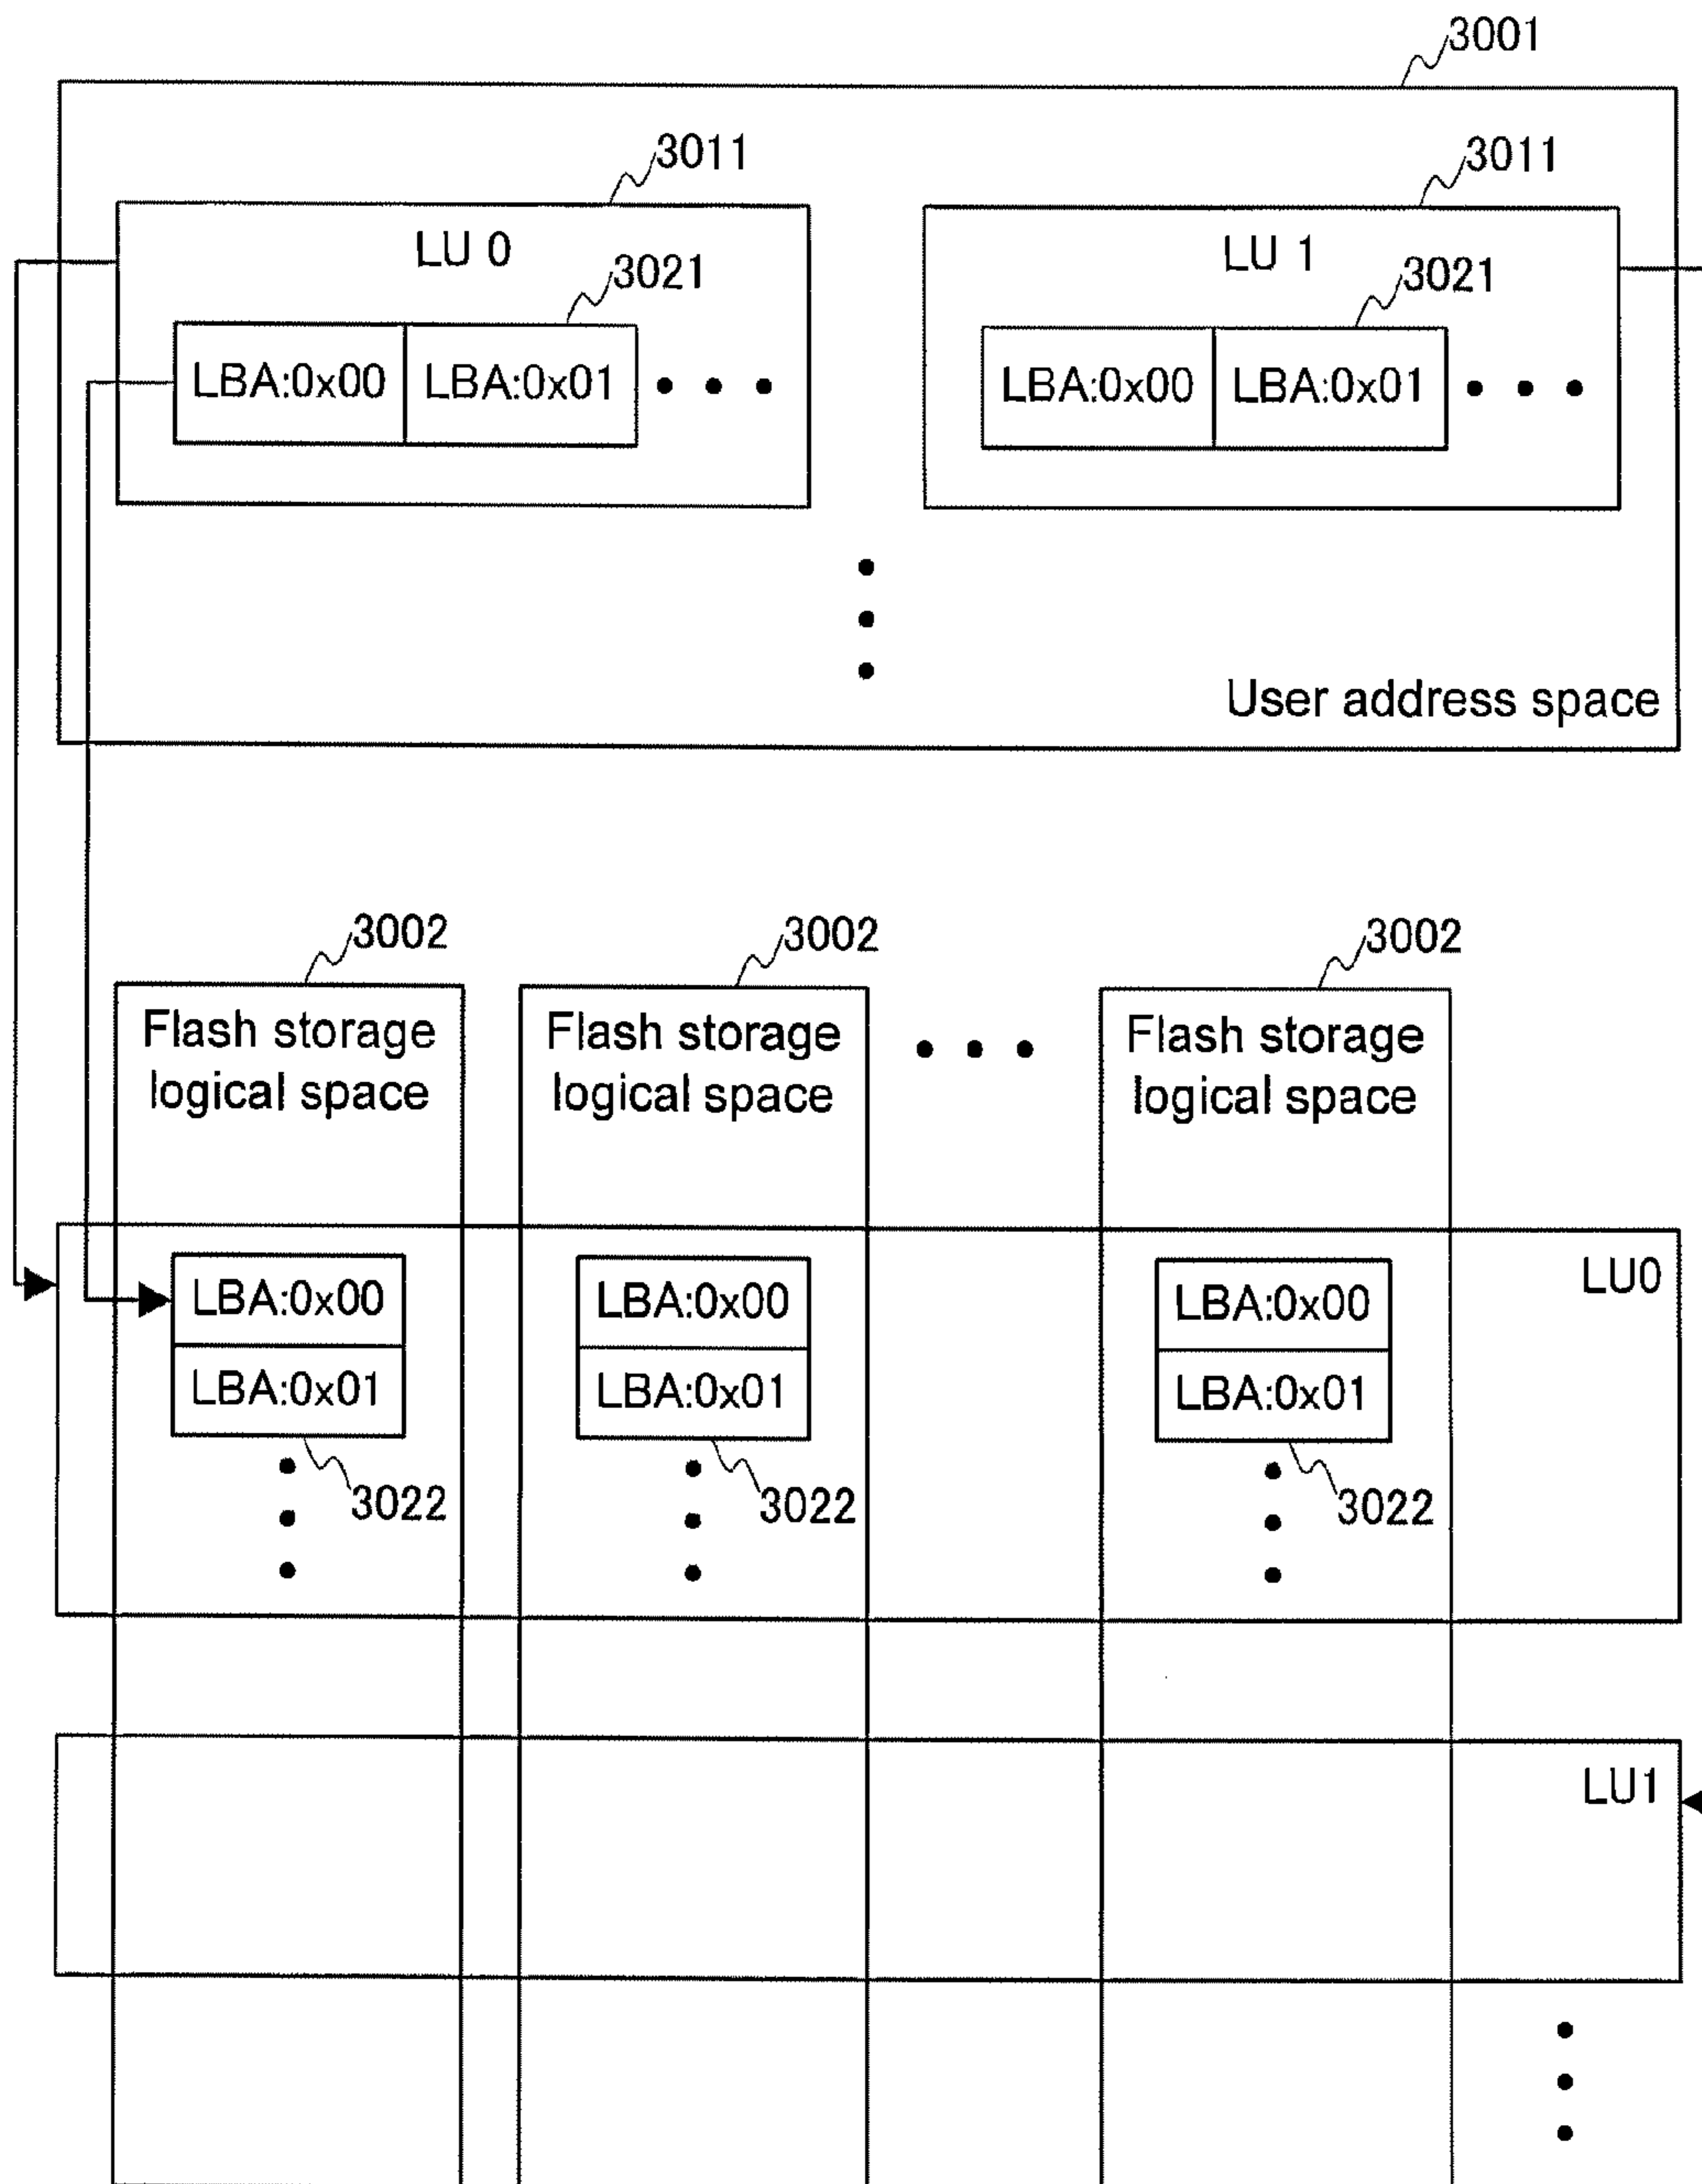 3001
3011
3011
LU 0
LU 1
3021
3021
LBA:0x00
LBA:0x01
LBA:0x00
LBA:0x01
User address space
3002
3002
3002
Flash storage
logical space
Flash storage
logical space
Flash storage
logical space
LU0
LBA:0x00
LBA:0x00
LBA:0x00
LBA:0x01
LBA:0x01
LBA:0x01
3022
3022
3022
LU1